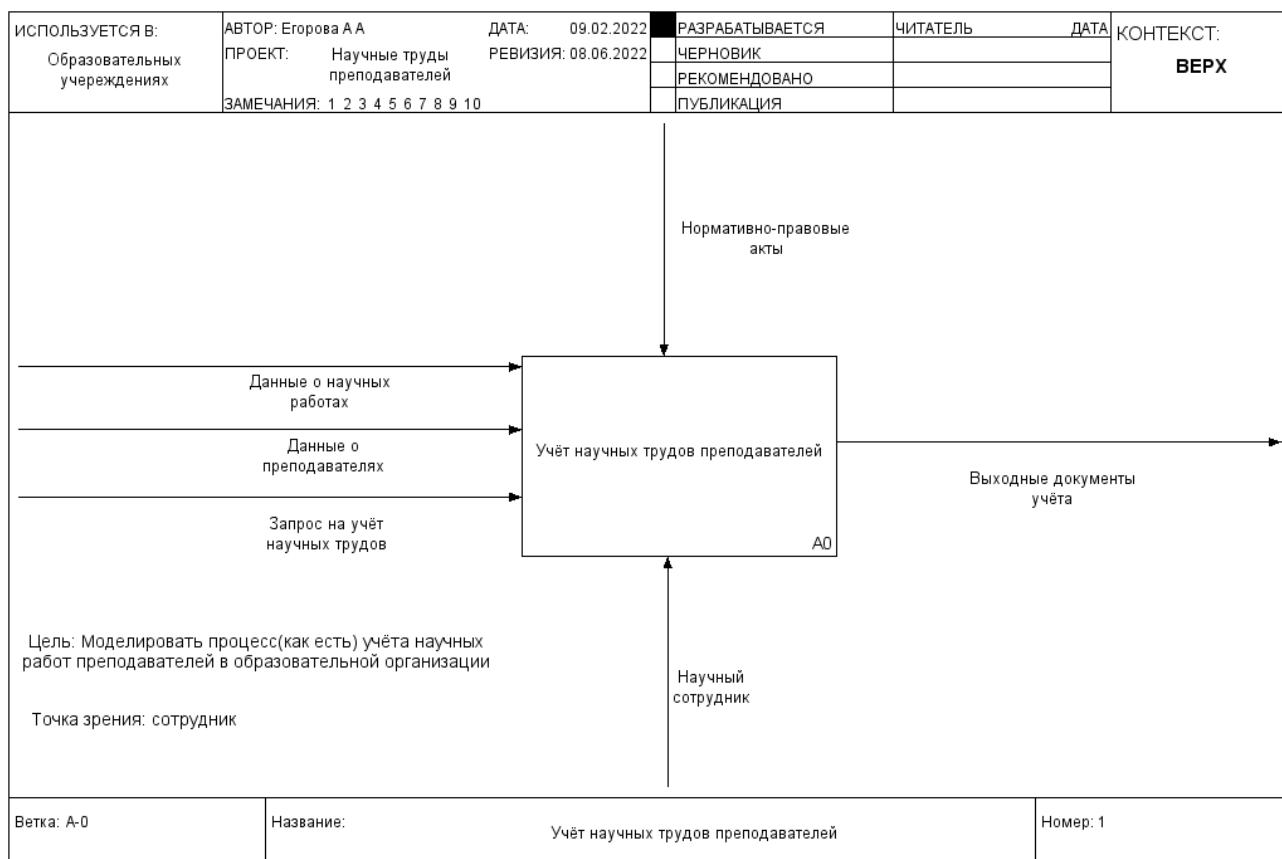 ИСПОЛЬЗУЕТСЯ В:
Образовательных
учереждениях
АВТОР: Егорова А А
ДАТА: 09.02.2022
ПРОЕКТ: Научные труды
преподавателей
РЕВИЗИЯ: 08.06.2022
ЗАМЕЧАНИЯ: 1 2 3 4 5 6 7 8 9 10
РАЗРАБАТЫВАЕТСЯ
ЧЕРНОВИК
РЕКОМЕНДОВАНО
ПУБЛИКАЦИЯ
ЧИТАТЕЛЬ
ДАТА
КОНТЕКСТ:
ВЕРХ
Нормативно-правовые
акты
Данные о научных
работах
Данные о
преподавателях
Запрос на учёт
научных трудов
Учёт научных трудов преподавателей
A0
Выходные документы
учёта
Цель: Моделировать процесс(как есть) учёта научных
работ преподавателей в образовательной организации
Точка зрения: сотрудник
Научный
сотрудник
Ветка: A-0
Название:
Учёт научных трудов преподавателей
Номер: 1